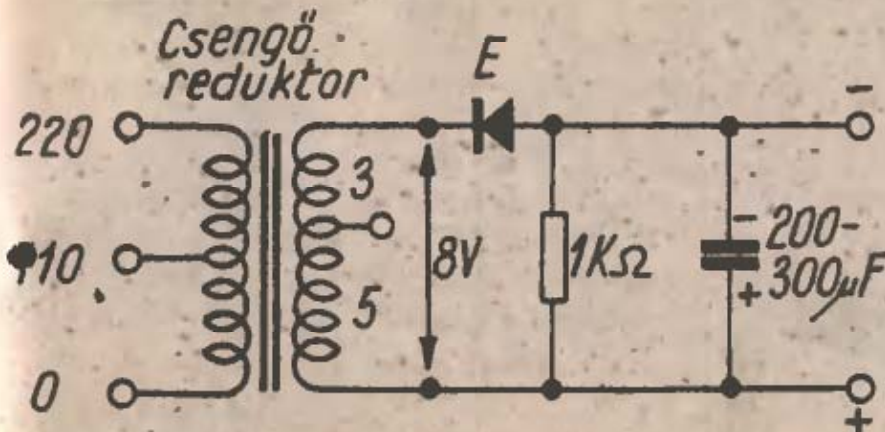 Csengő
reduktor
E
220
110
0
3
5
8V
1KΩ
-
200-
300µF
+
-
+